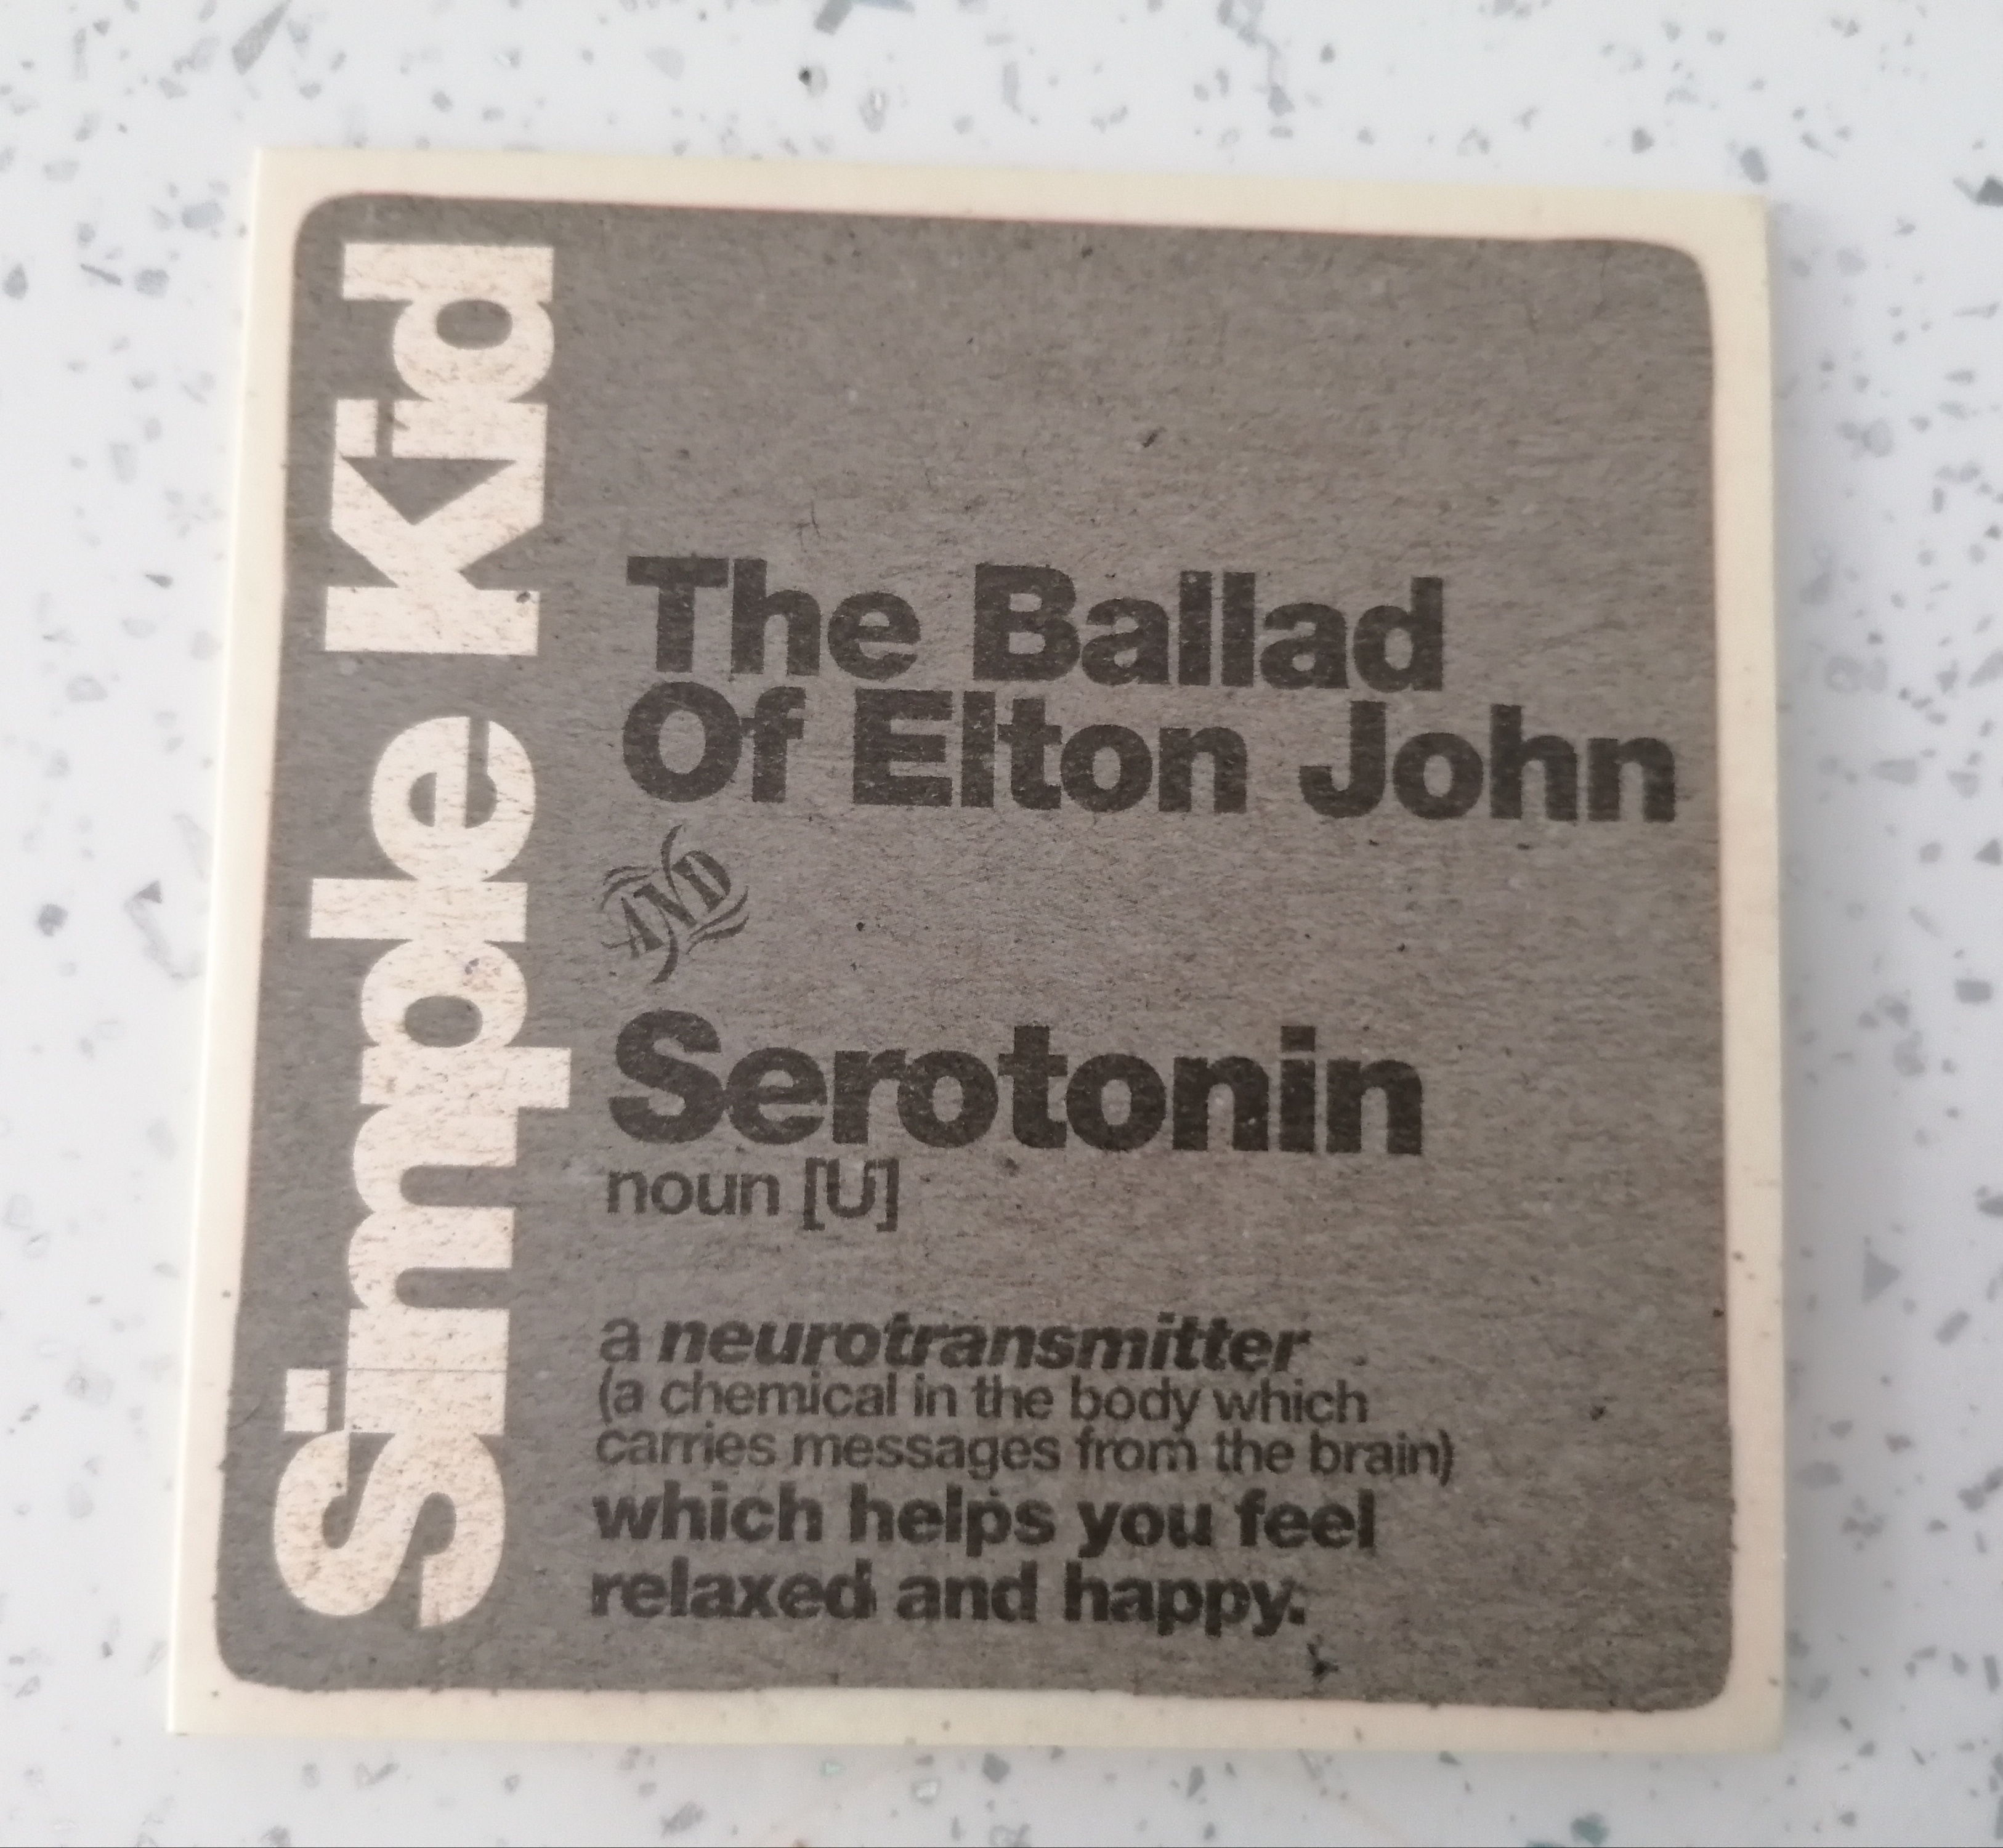 Simple Kid
The Ballad
Of Elton John
AND
Serotonin
noun [U]
a neurotransmitter
(a chemical in the body which
carries messages from the brain)
which helps you feel
relaxed and happy.